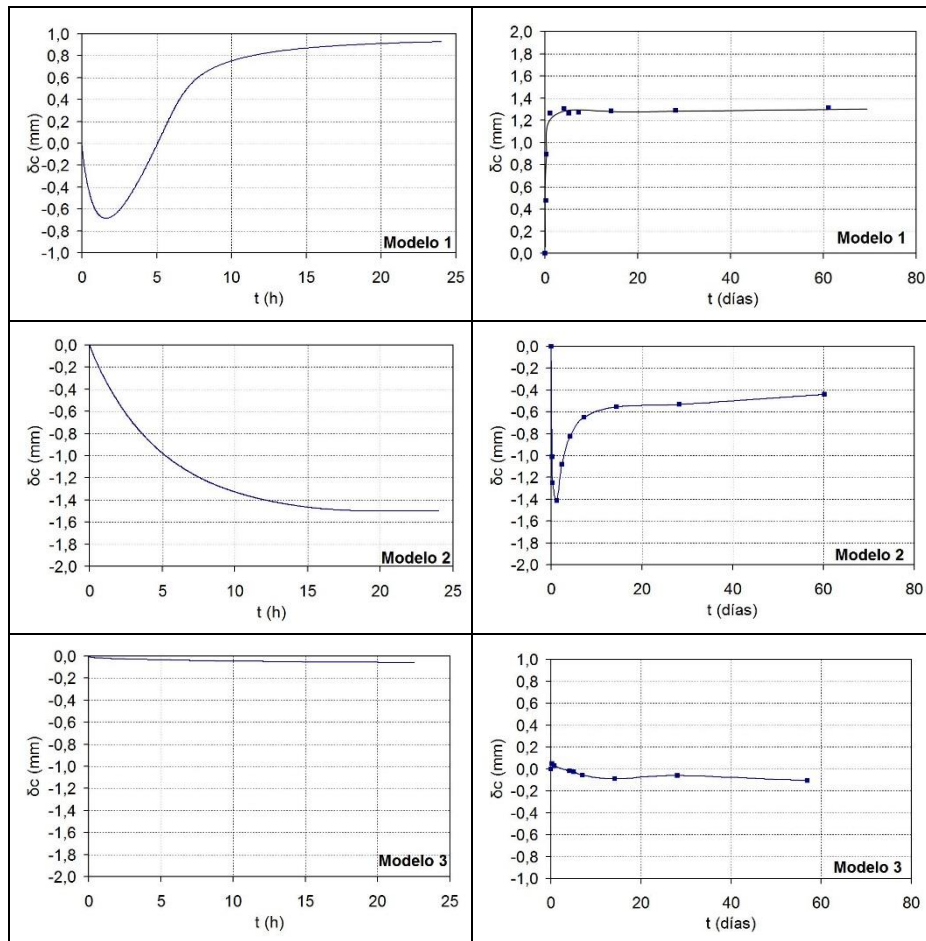 δc (mm)
1,0
0,8
0,6
0,4
0,2
0,0
-0,2
-0,4
-0,6
-0,8
-1,0
Modelo 1
0 5 10 15 20 25
t (h)
δc (mm)
2,0
1,8
1,6
1,4
1,2
1,0
0,8
0,6
0,4
0,2
0,0
Modelo 1
0 20 40 60 80
t (días)
δc (mm)
0,0
-0,2
-0,4
-0,6
-0,8
-1,0
-1,2
-1,4
-1,6
-1,8
-2,0
Modelo 2
0 5 10 15 20 25
t (h)
δc (mm)
0,0
-0,2
-0,4
-0,6
-0,8
-1,0
-1,2
-1,4
-1,6
-1,8
-2,0
Modelo 2
0 20 40 60 80
t (días)
δc (mm)
0,0
-0,2
-0,4
-0,6
-0,8
-1,0
-1,2
-1,4
-1,6
-1,8
-2,0
Modelo 3
0 5 10 15 20 25
t (h)
δc (mm)
1,0
0,8
0,6
0,4
0,2
0,0
-0,2
-0,4
-0,6
-0,8
-1,0
Modelo 3
0 20 40 60 80
t (días)